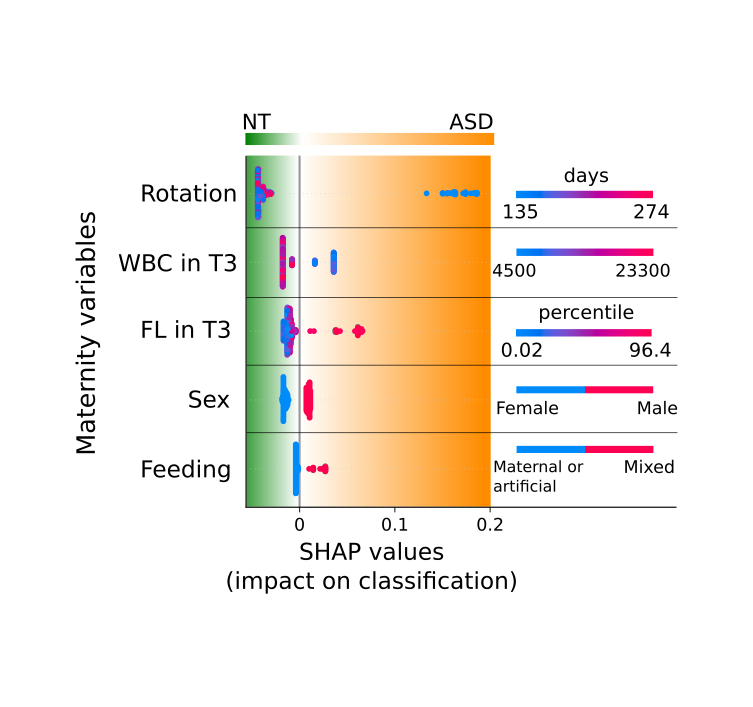 NT ASD
Maternity variables
Rotation
WBC in T3
FL in T3
Sex
Feeding
days
135 274
4500 23300
percentile
0.02 96.4
Female Male
Maternal or Mixed
artificial
0 0.1 0.2
SHAP values
(impact on classification)